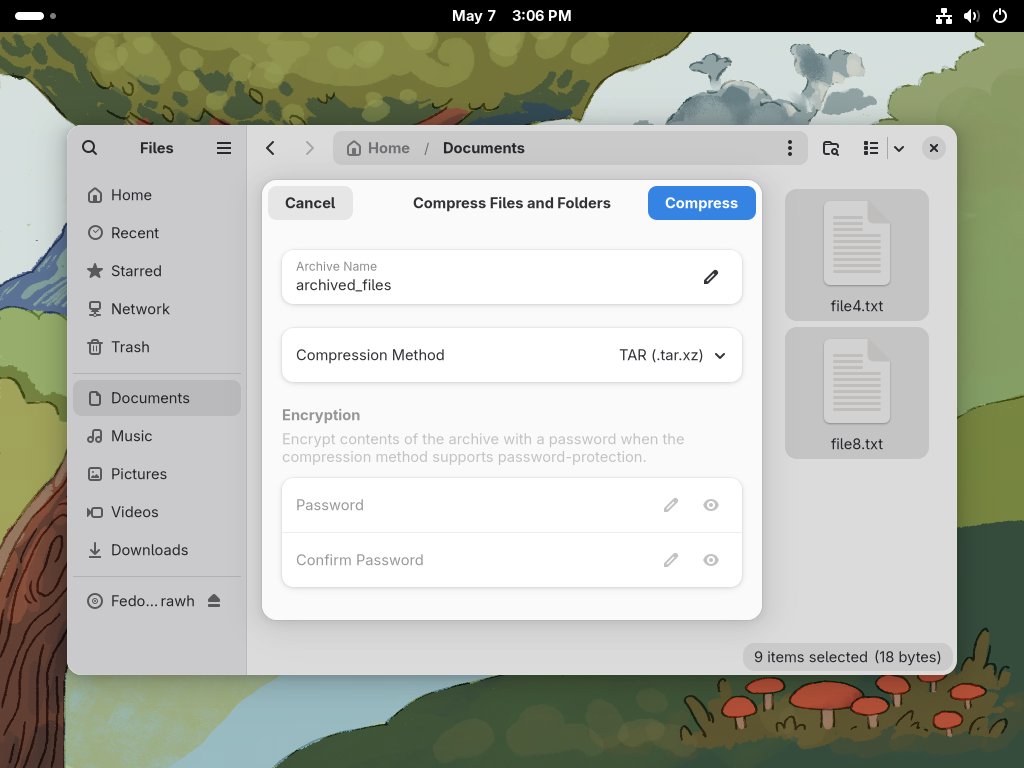 May 7 3:06 PM
Files
Home / Documents
Home
Recent
Starred
Network
Trash
Documents
Music
Pictures
Videos
Downloads
Fedo… rawh
Cancel
Compress Files and Folders
Compress
Archive Name
archived_files
Compression Method
TAR (.tar.xz)
Encryption
Encrypt contents of the archive with a password when the
compression method supports password-protection.
Password
Confirm Password
file4.txt
file8.txt
9 items selected (18 bytes)